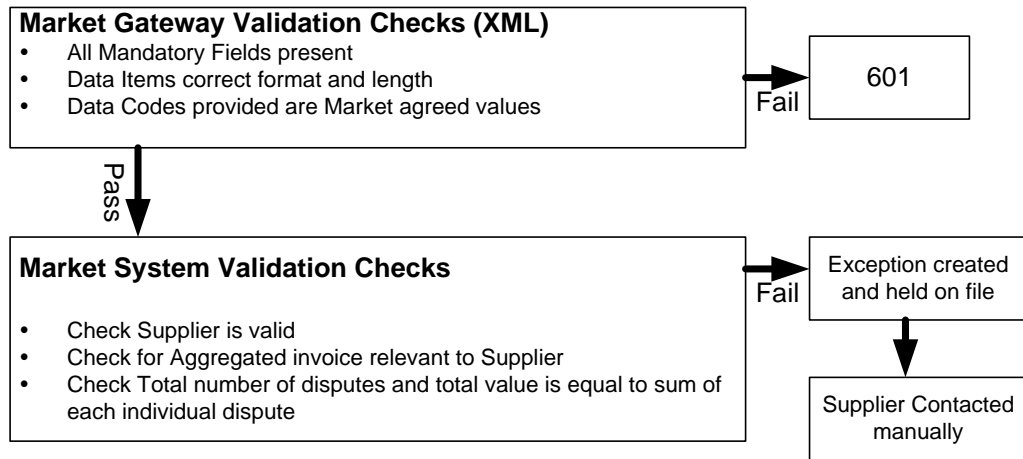 Market Gateway Validation Checks (XML)
• All Mandatory Fields present
• Data Items correct format and length
• Data Codes provided are Market agreed values
Fail
601
Pass
Market System Validation Checks
• Check Supplier is valid
• Check for Aggregated invoice relevant to Supplier
• Check Total number of disputes and total value is equal to sum of
each individual dispute
Fail
Exception created
and held on file
Supplier Contacted
manually